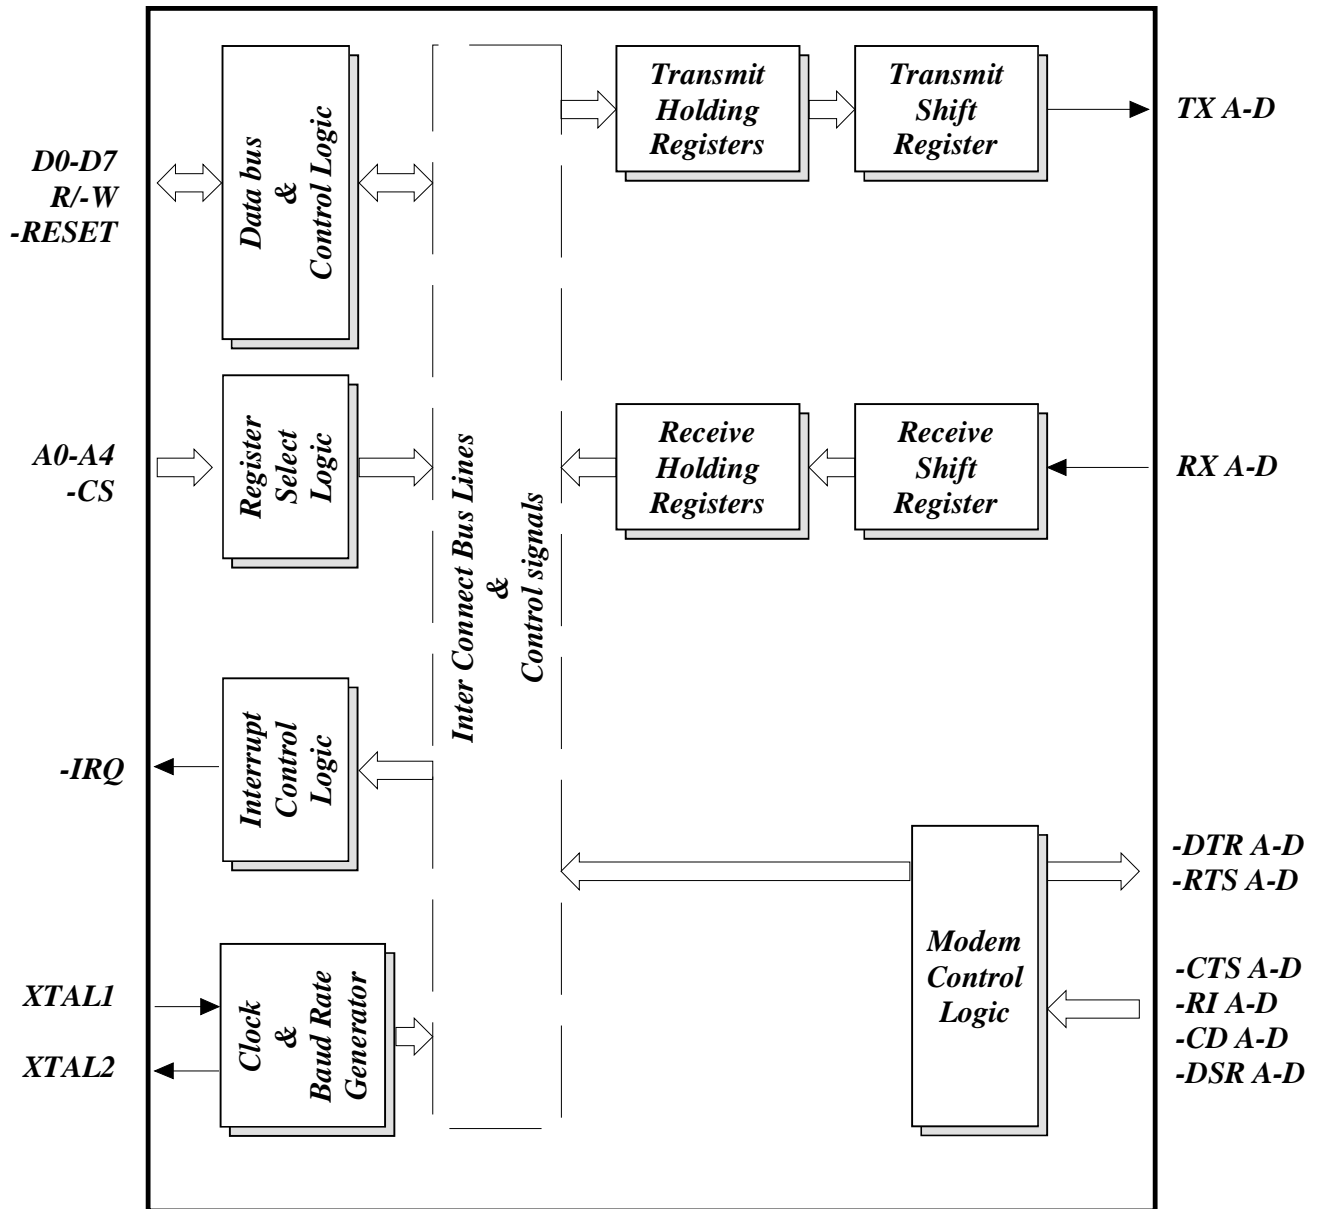 D0-D7
R/-W
-RESET
A0-A4
-CS
-IRQ
XTAL1
XTAL2
Data bus
&
Control Logic
Register
Select
Logic
Interrupt
Control
Logic
Clock
&
Baud Rate
Generator
Inter Connect Bus Lines
&
Control signals
Transmit
Holding
Registers
Transmit
Shift
Register
Receive
Holding
Registers
Receive
Shift
Register
Modem
Control
Logic
TX A-D
RX A-D
-DTR A-D
-RTS A-D
-CTS A-D
-RI A-D
-CD A-D
-DSR A-D